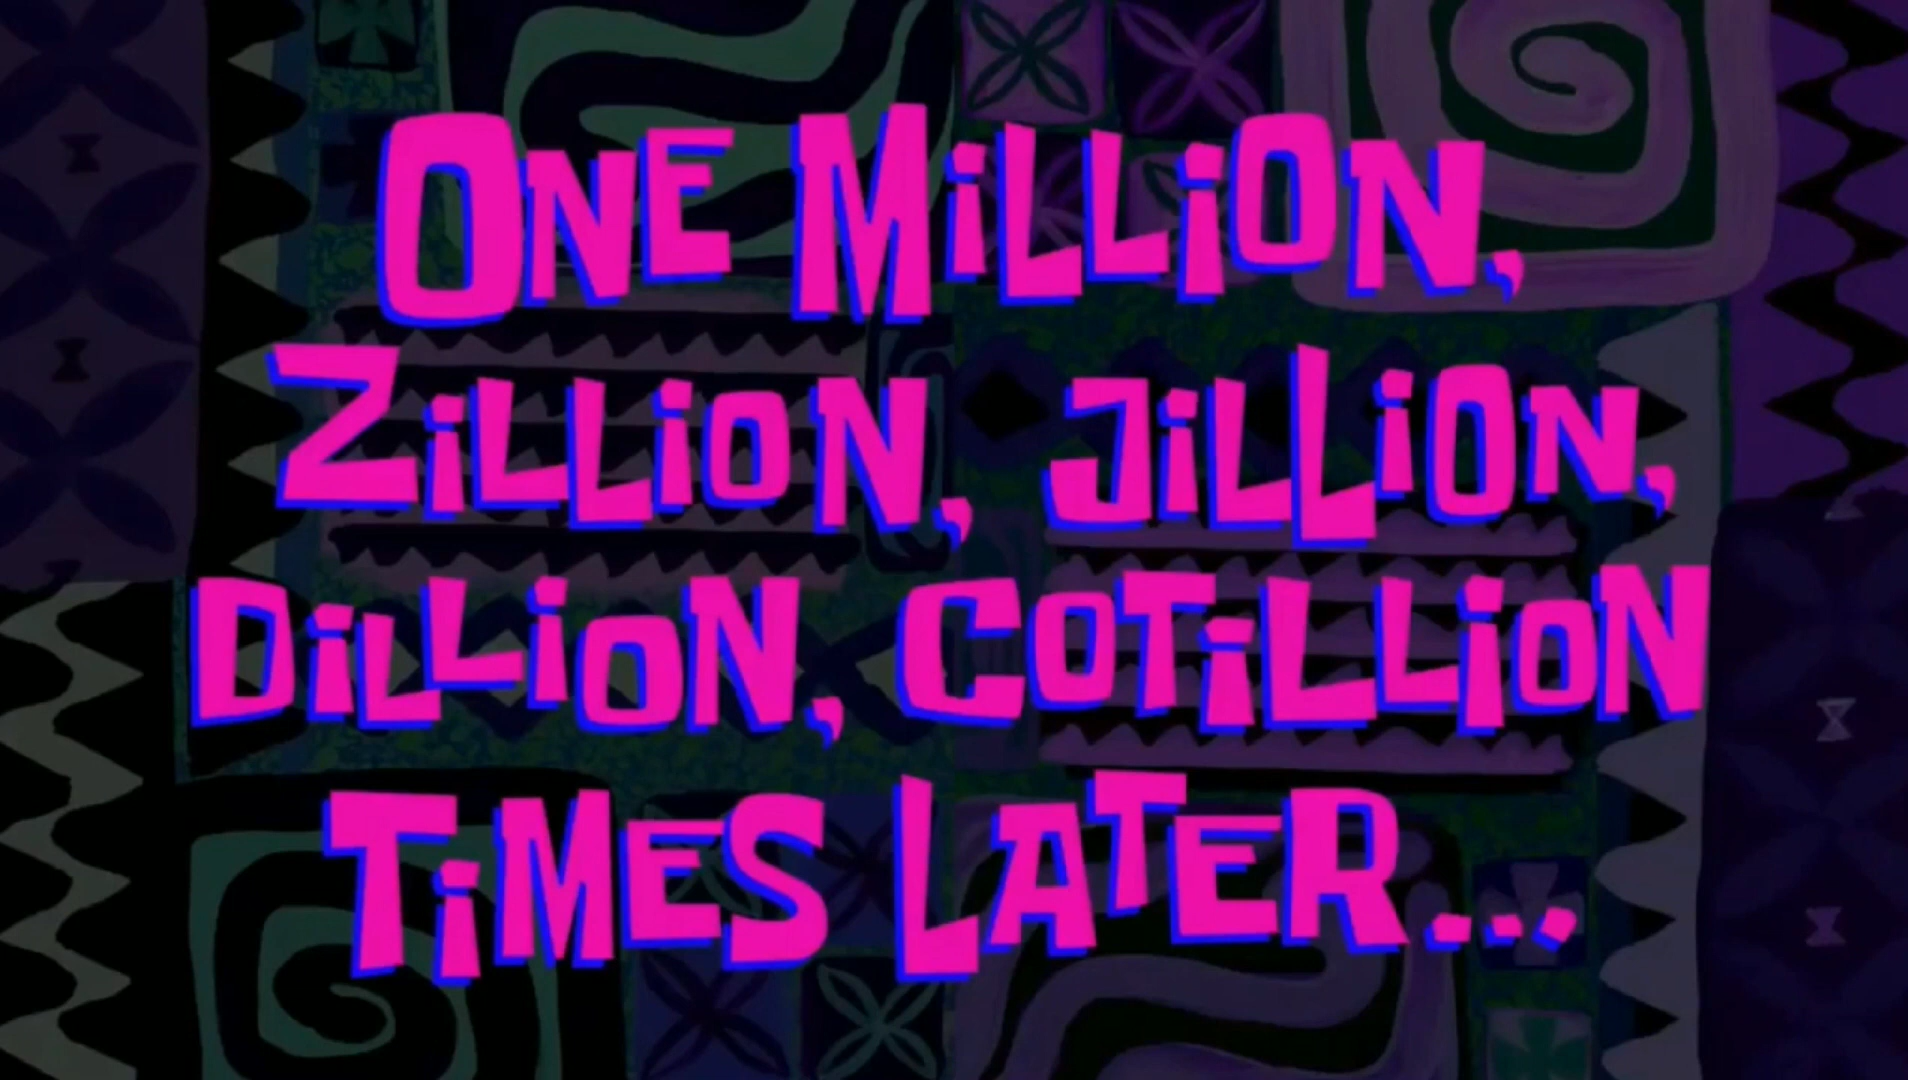 One Million,
Zillion, Jillion,
Dillion, Cotillion
Times Later...